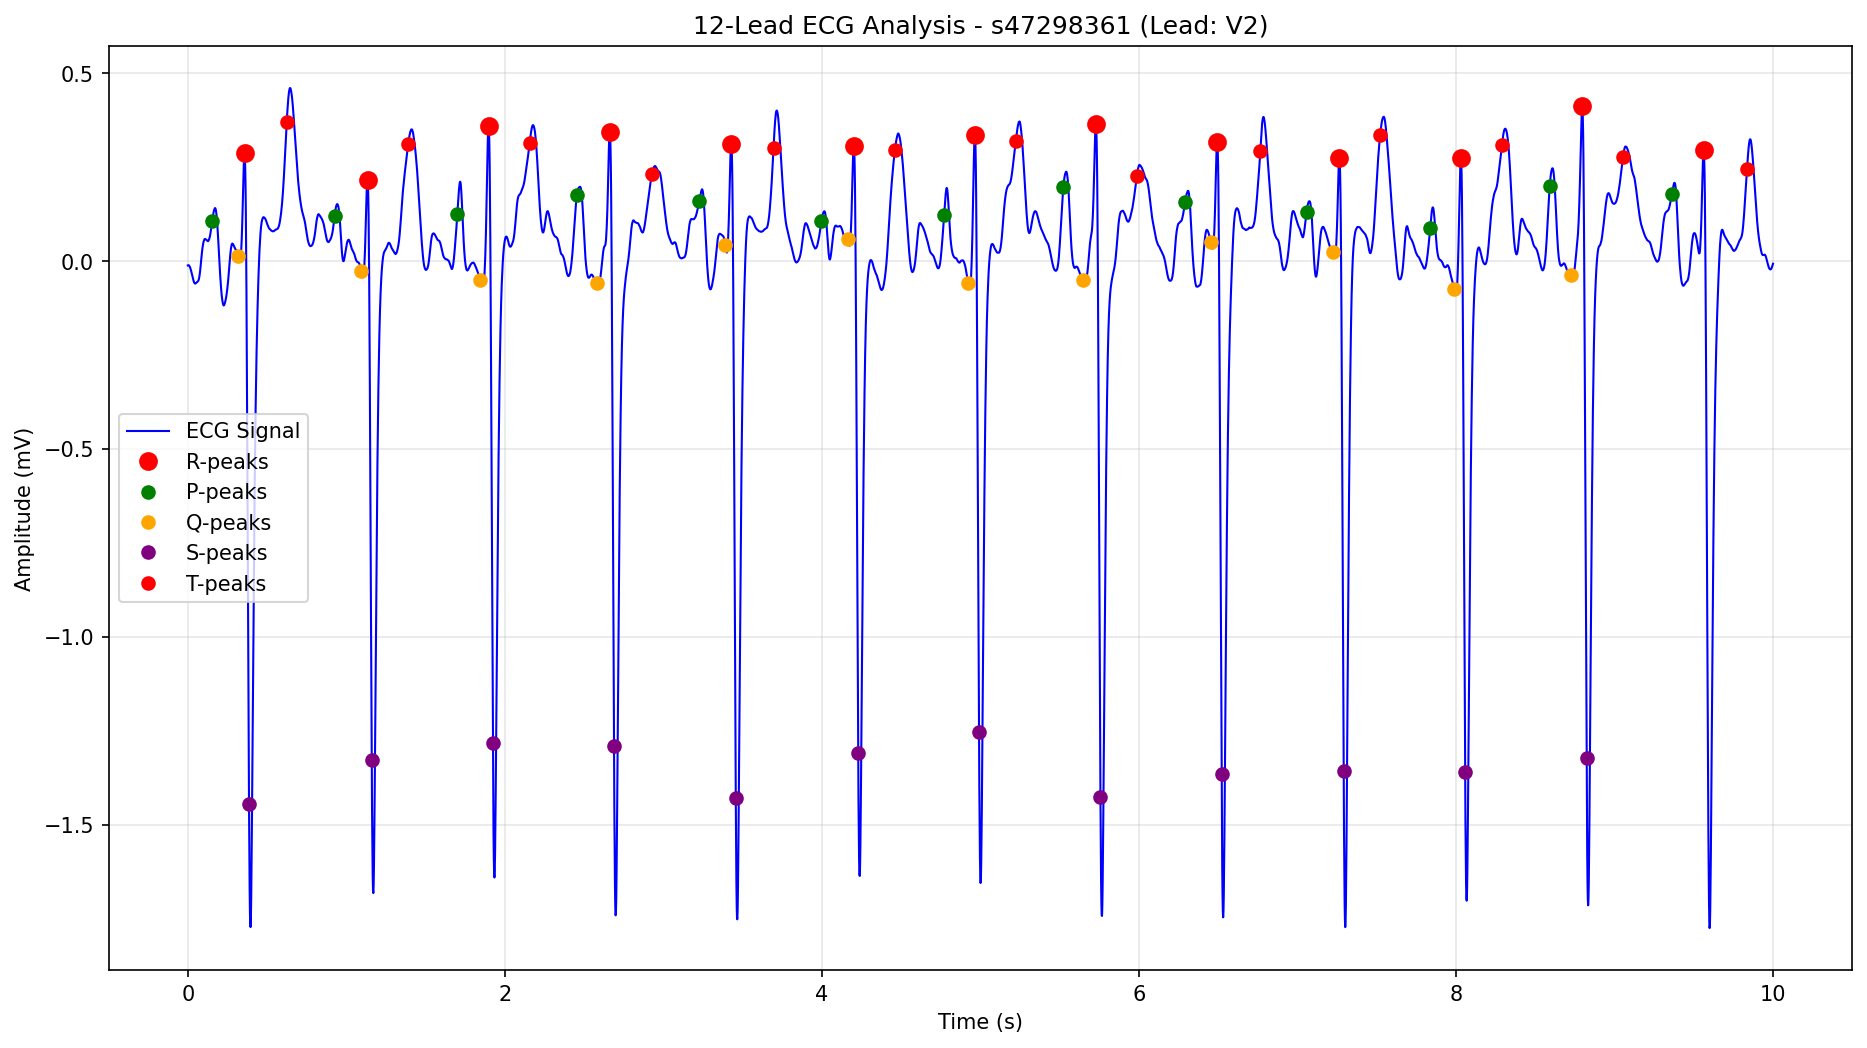 12-Lead ECG Analysis - s47298361 (Lead: V2)
0.5
0.0
−0.5
−1.0
−1.5
Amplitude (mV)
ECG Signal
R-peaks
P-peaks
Q-peaks
S-peaks
T-peaks
0 2 4 6 8 10
Time (s)